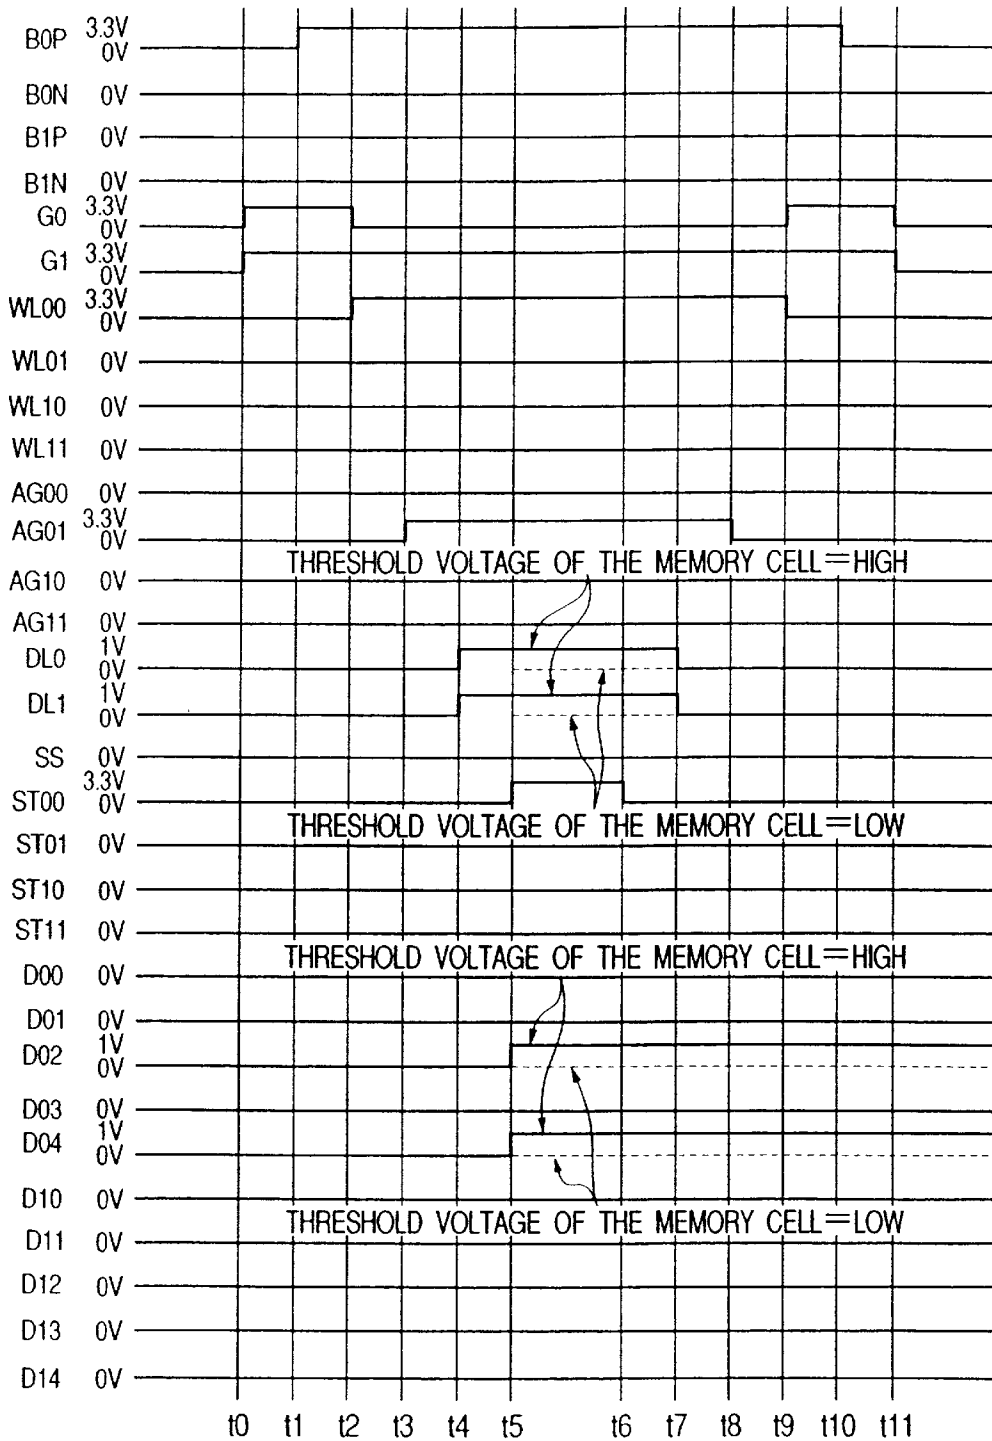 B0P 3.3V
0V
B0N 0V
B1P 0V
B1N 0V
G0 3.3V
0V
G1 3.3V
0V
WL00 3.3V
0V
WL01 0V
WL10 0V
WL11 0V
AG00 0V
AG01 3.3V
0V
THRESHOLD VOLTAGE OF THE MEMORY CELL=HIGH
AG10 0V
AG11 0V
DL0 1V
0V
DL1 1V
0V
SS 0V
ST00 3.3V
0V
THRESHOLD VOLTAGE OF THE MEMORY CELL=LOW
ST01 0V
ST10 0V
ST11 0V
THRESHOLD VOLTAGE OF THE MEMORY CELL=HIGH
D00 0V
D01 0V
D02 1V
0V
D03 0V
D04 1V
0V
D10 0V
THRESHOLD VOLTAGE OF THE MEMORY CELL=LOW
D11 0V
D12 0V
D13 0V
D14 0V
t0 t1 t2 t3 t4 t5 t6 t7 t8 t9 t10 t11